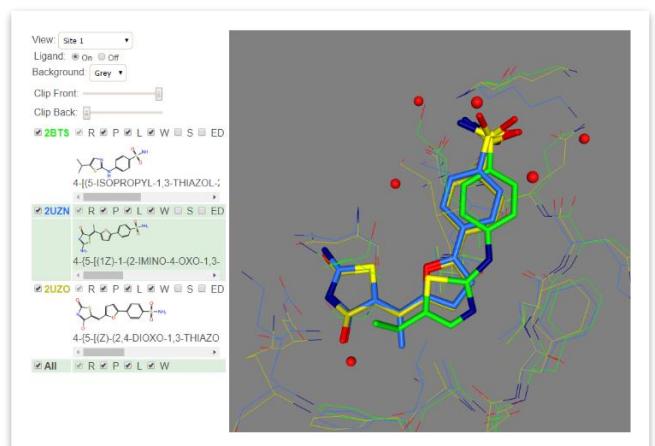 View: Site 1
Ligand: On Off
Background: Grey
Clip Front:
Clip Back:
2BTS R P L W S ED
4-[(5-ISOPROPYL-1,3-THIAZOL-2
2UZN R P L W S ED
4-{5-[(1Z)-1-(2-IMINO-4-OXO-1,3-
2UZO R P L W S ED
4-{5-[(Z)-(2,4-DIOXO-1,3-THIAZO
All R P L W